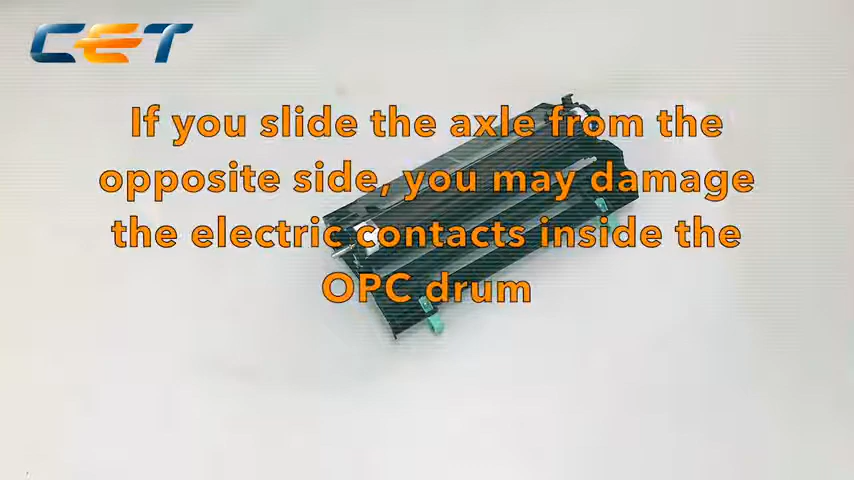 CET
If you slide the axle from the
opposite side, you may damage
the electric contacts inside the
OPC drum